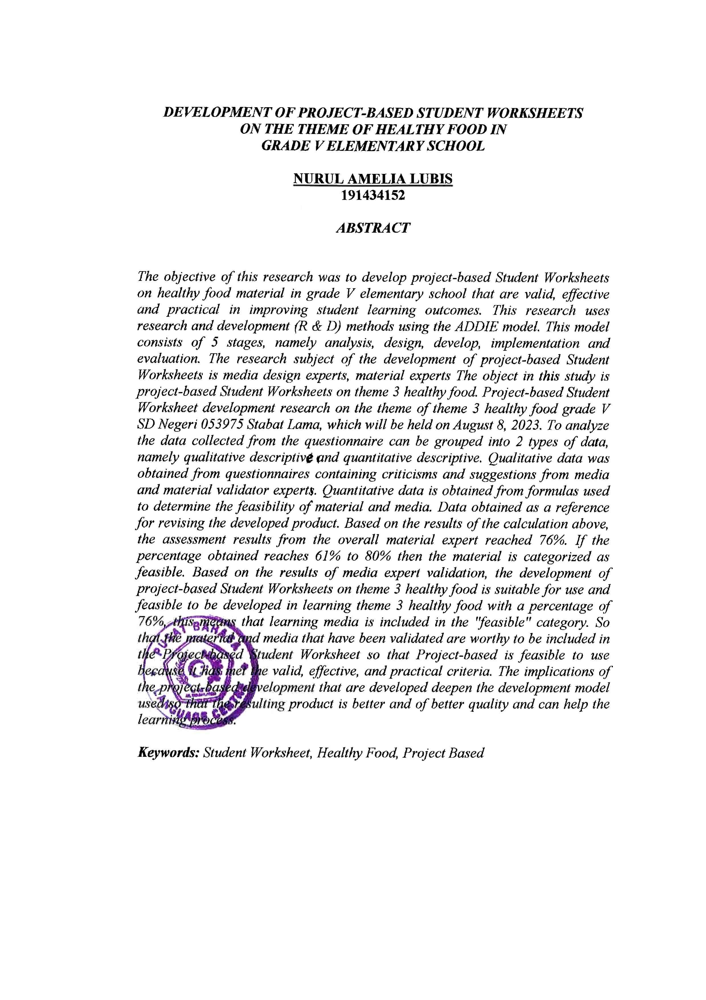 DEVELOPMENT OF PROJECT-BASED STUDENT WORKSHEETS
ON THE THEME OF HEALTHY FOOD IN
GRADE V ELEMENTARY SCHOOL
NURUL AMELIA LUBIS
191434152
ABSTRACT
The objective of this research was to develop project-based Student Worksheets
on healthy food material in grade V elementary school that are valid, effective
and practical in improving student learning outcomes. This research uses
research and development (R & D) methods using the ADDIE model. This model
consists of 5 stages, namely analysis, design, develop, implementation and
evaluation. The research subject of the development of project-based Student
Worksheets is media design experts, material experts The object in this study is
project-based Student Worksheets on theme 3 healthy food. Project-based Student
Worksheet development research on the theme of theme 3 healthy food grade V
SD Negeri 053975 Stabat Lama, which will be held on August 8, 2023. To analyze
the data collected from the questionnaire can be grouped into 2 types of data,
namely qualitative descriptive and quantitative descriptive. Qualitative data was
obtained from questionnaires containing criticisms and suggestions from media
and material validator experts. Quantitative data is obtained from formulas used
to determine the feasibility of material and media. Data obtained as a reference
for revising the developed product. Based on the results of the calculation above,
the assessment results from the overall material expert reached 76%. If the
percentage obtained reaches 61% to 80% then the material is categorized as
feasible. Based on the results of media expert validation, the development of
project-based Student Worksheets on theme 3 healthy food is suitable for use and
feasible to be developed in learning theme 3 healthy food with a percentage of
76%, this means that learning media is included in the "feasible" category. So
that the material and media that have been validated are worthy to be included in
the Project-based Student Worksheet so that Project-based is feasible to use
because it has met the valid, effective, and practical criteria. The implications of
the project-based development that are developed deepen the development model
used so that the resulting product is better and of better quality and can help the
learning process.
PUSAT BAHASA
LANGUAGE CENTRE
Keywords: Student Worksheet, Healthy Food, Project Based